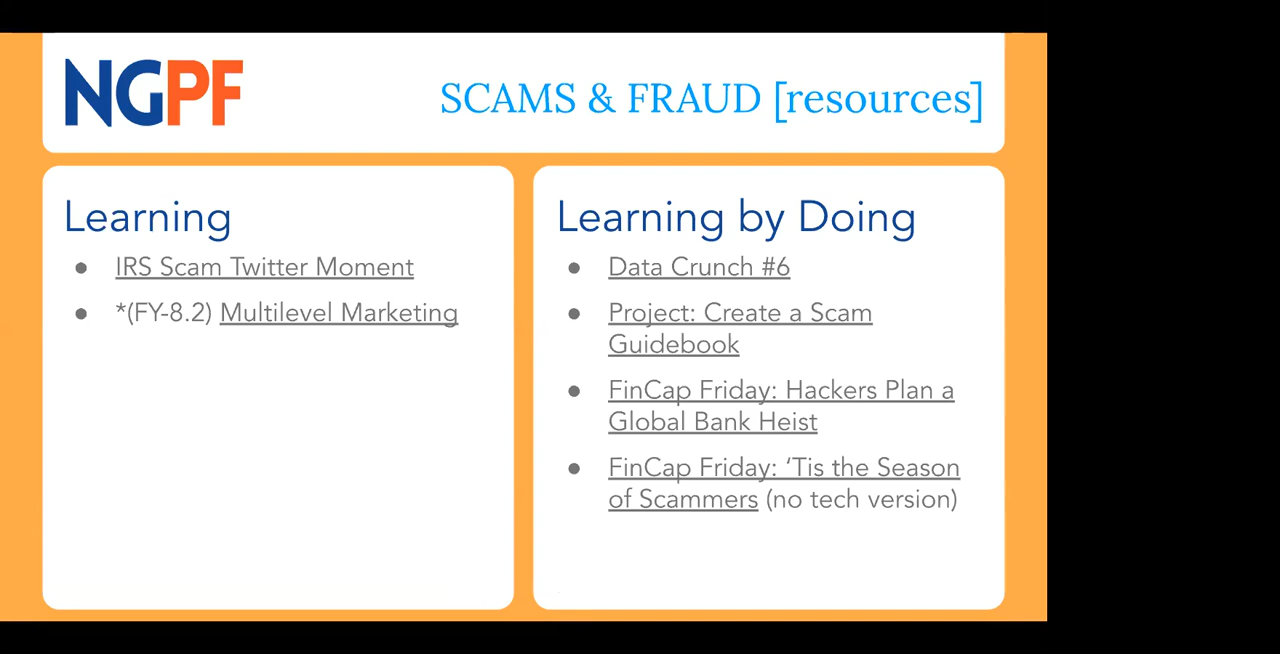 NGPF
SCAMS & FRAUD [resources]
Learning
● IRS Scam Twitter Moment
● *(FY-8.2) Multilevel Marketing
Learning by Doing
● Data Crunch #6
● Project: Create a Scam
Guidebook
● FinCap Friday: Hackers Plan a
Global Bank Heist
● FinCap Friday: ‘Tis the Season
of Scammers (no tech version)